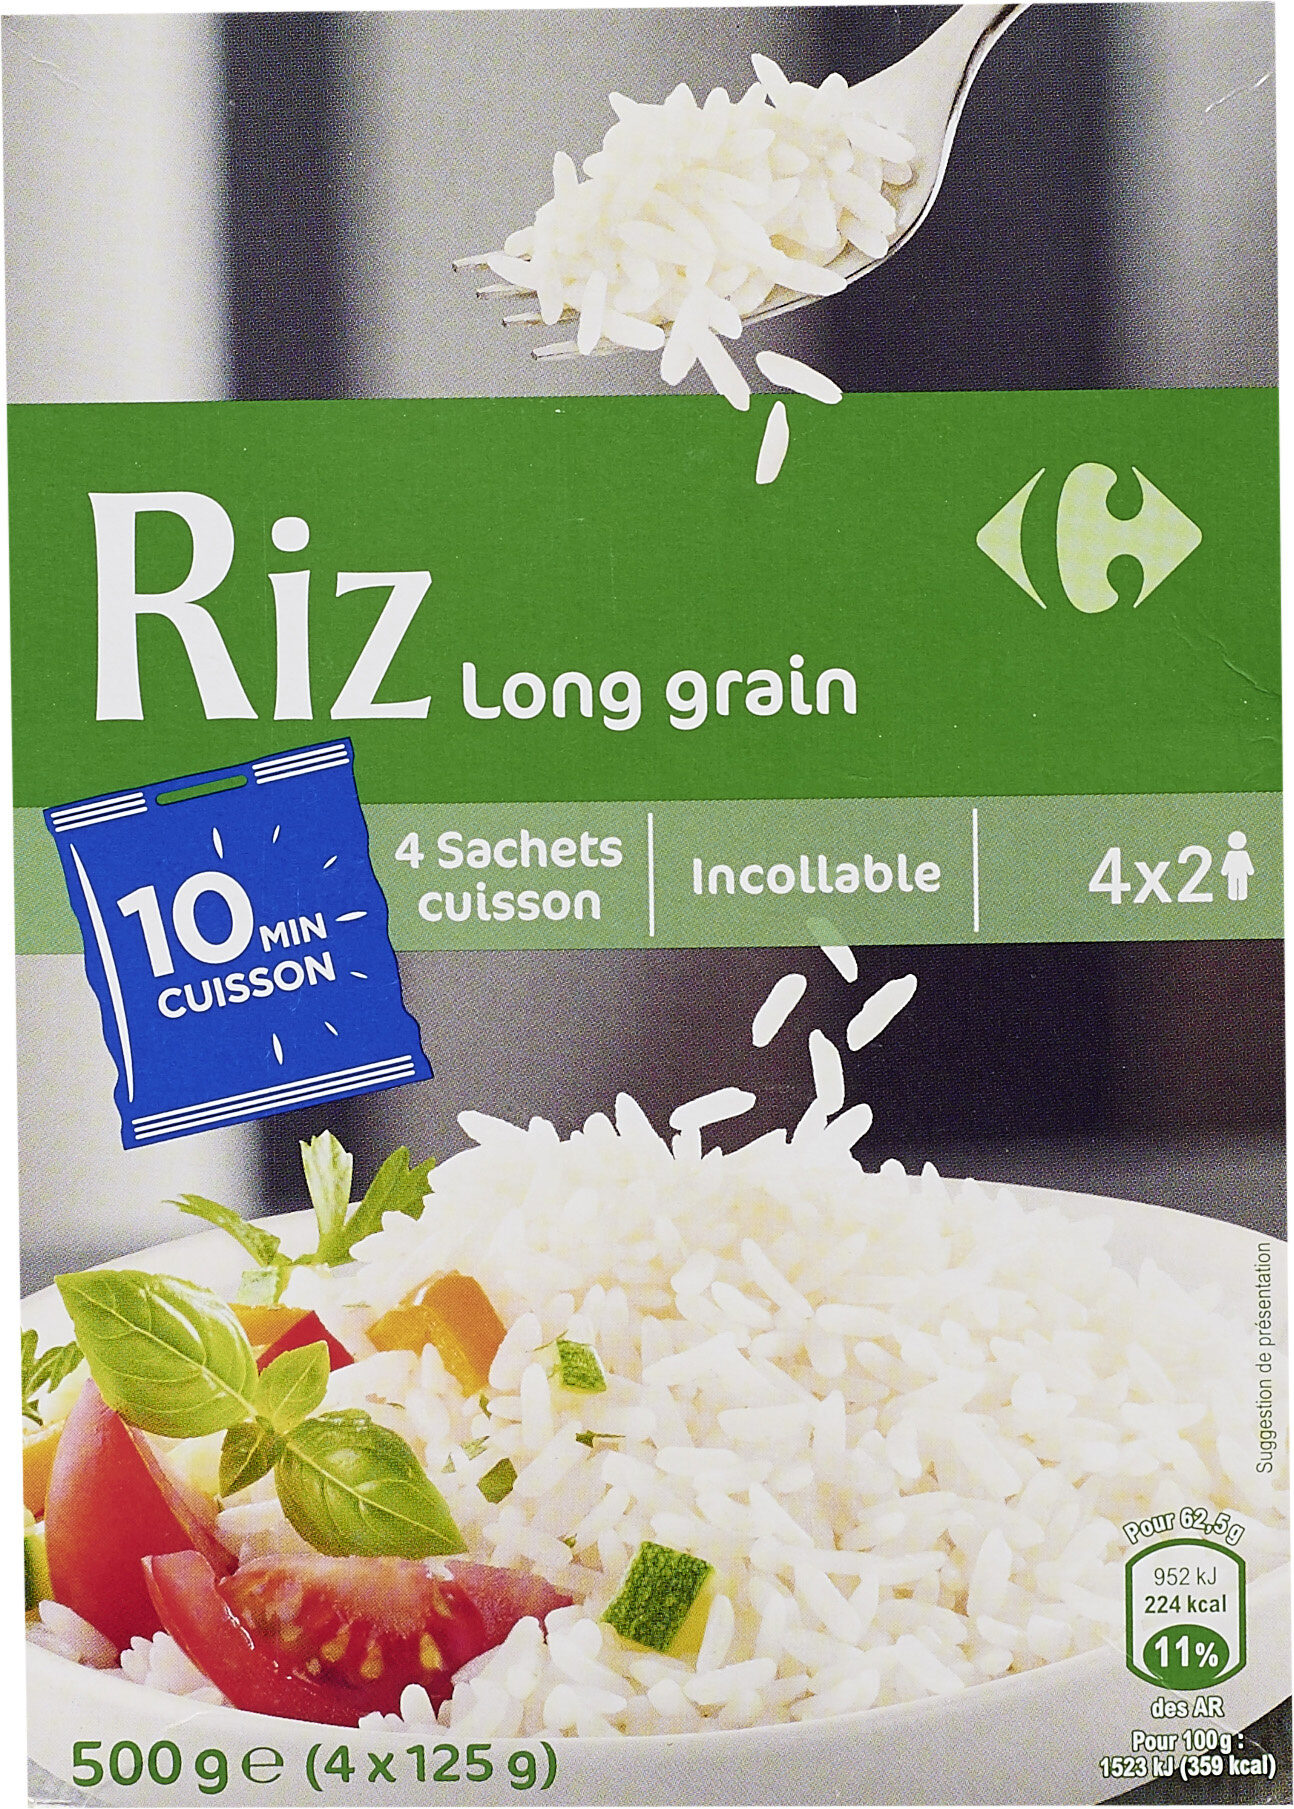 Riz
Long grain
10 MIN
CUISSON
4 Sachets
cuisson
Incollable
4x2
Suggestion de présentation
Pour 62,5g
952 kJ
224 kcal
11%
des AR
Pour 100g :
1523 kJ (359 kcal)
500 g e (4 x 125 g)